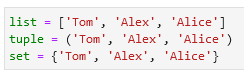 list = ['Tom', 'Alex', 'Alice']
tuple = ('Tom', 'Alex', 'Alice')
set = {'Tom', 'Alex', 'Alice'}